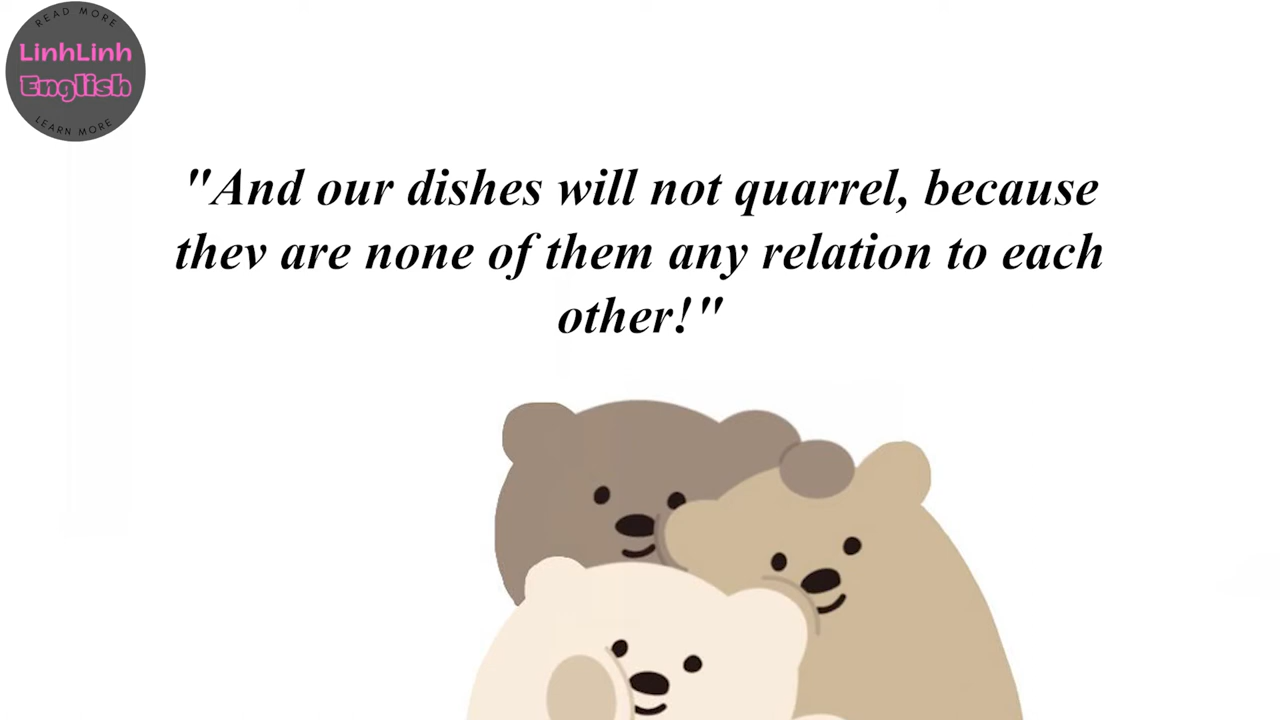 READ MORE
LinhLinh
English
LEARN MORE
"And our dishes will not quarrel, because
they are none of them any relation to each
other!"